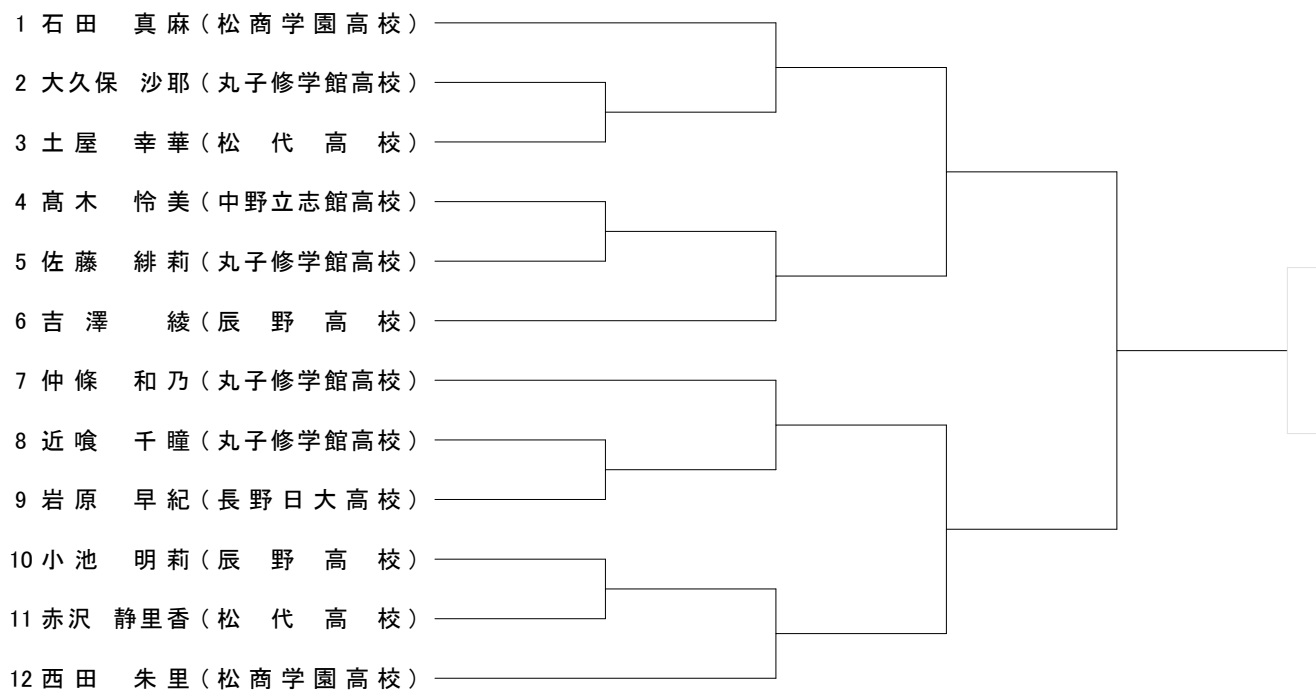 1 石田 真麻(松商学園高校)
2 大久保 沙耶(丸子修学館高校)
3 土屋 幸華(松代高校)
4 髙木 怜美(中野立志館高校)
5 佐藤 緋莉(丸子修学館高校)
6 吉澤 綾(辰野高校)
7 仲條 和乃(丸子修学館高校)
8 近喰 千瞳(丸子修学館高校)
9 岩原 早紀(長野日大高校)
10 小池 明莉(辰野高校)
11 赤沢 静里香(松代高校)
12 西田 朱里(松商学園高校)